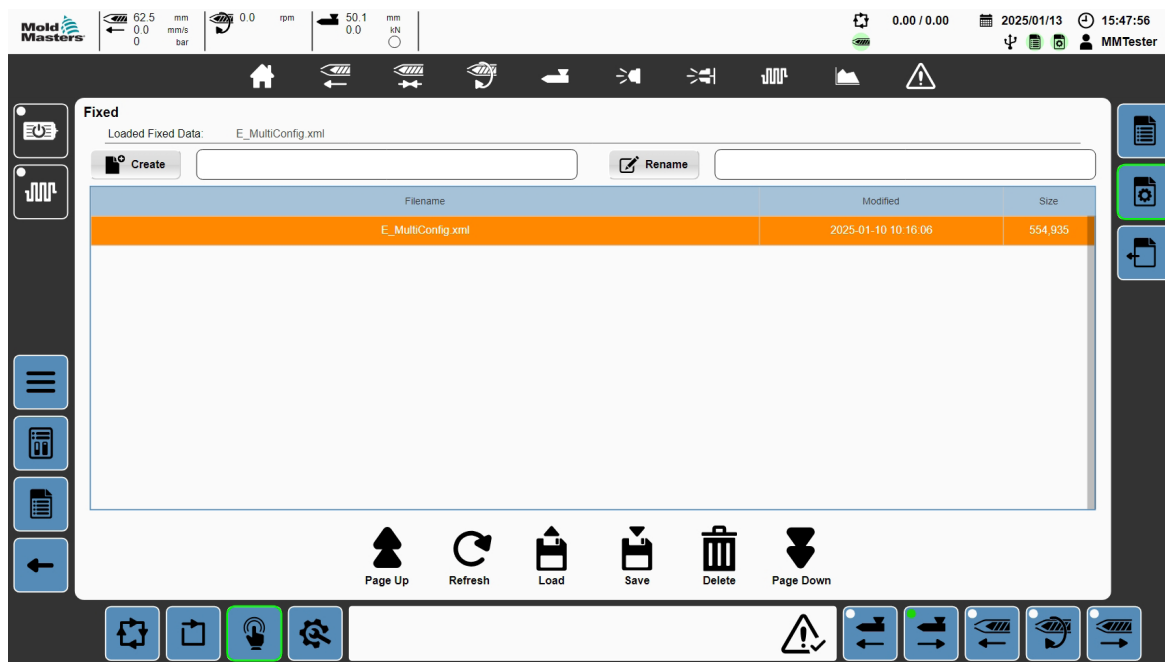 Mold
Masters
62.5 mm
0.0 mm/s
0 bar
0.0 rpm
50.1 mm
0.0 kN
0.00 / 0.00
2025/01/13
15:47:56
MMTester
Fixed
Loaded Fixed Data: E_MultiConfig.xml
Create
Rename
Filename Modified Size
E_MultiConfig.xml 2025-01-10 10:16:06 554,935
Page Up Refresh Load Save Delete Page Down